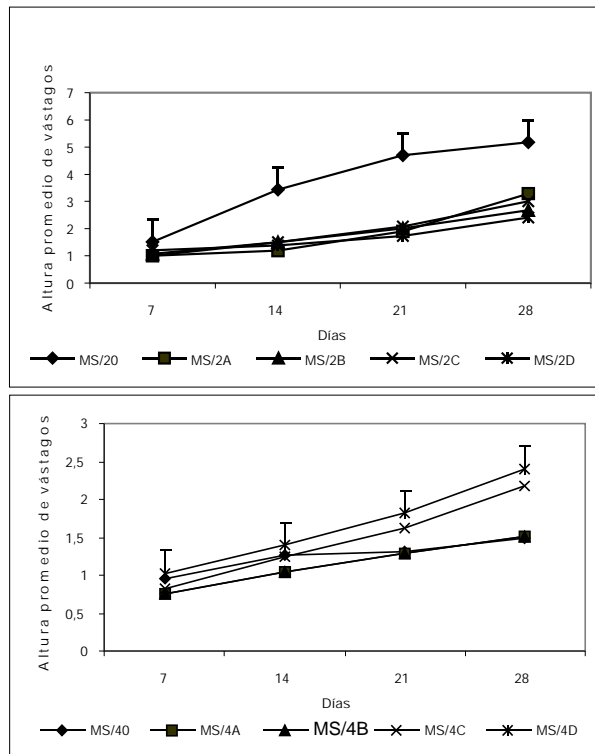 Altura promedio de vástagos
7
6
5
4
3
2
1
0
7 14 21 28
Días
MS/20 MS/2A MS/2B MS/2C MS/2D
Altura promedio de vástagos
3
2,5
2
1,5
1
0,5
0
7 14 21 28
Días
MS/40 MS/4A MS/4B MS/4C MS/4D